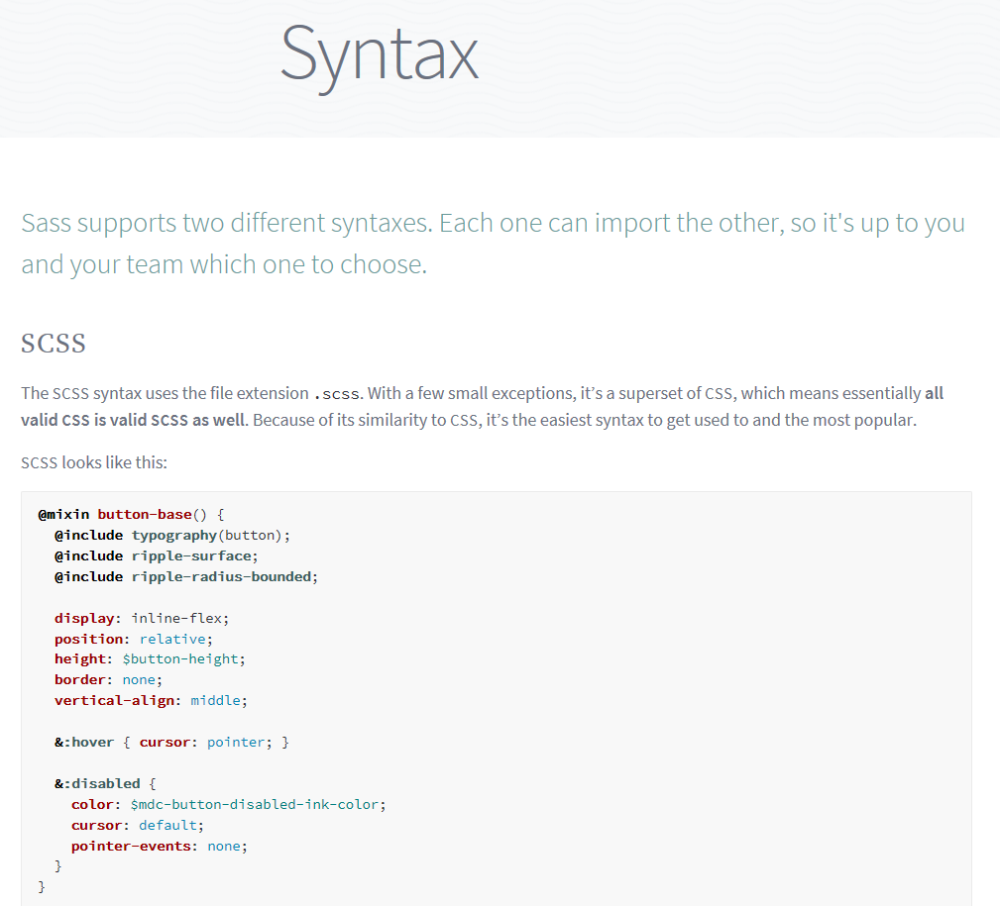 Syntax
Sass supports two different syntaxes. Each one can import the other, so it's up to you
and your team which one to choose.
SCSS
The SCSS syntax uses the file extension .scss. With a few small exceptions, it’s a superset of CSS, which means essentially all
valid CSS is valid SCSS as well. Because of its similarity to CSS, it’s the easiest syntax to get used to and the most popular.
SCSS looks like this:
@mixin button-base() {
  @include typography(button);
  @include ripple-surface;
  @include ripple-radius-bounded;
  display: inline-flex;
  position: relative;
  height: $button-height;
  border: none;
  vertical-align: middle;
  &:hover { cursor: pointer; }
  &:disabled {
    color: $mdc-button-disabled-ink-color;
    cursor: default;
    pointer-events: none;
  }
}